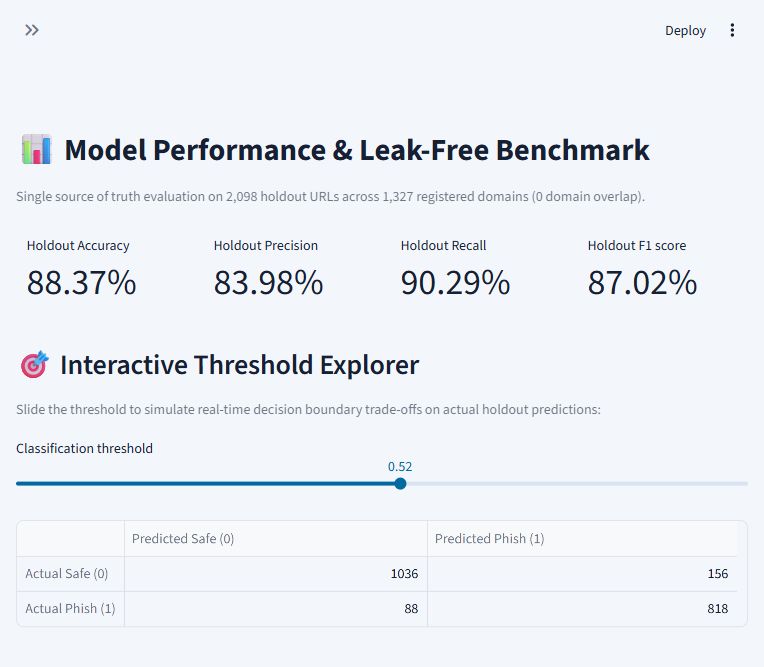 Deploy
Model Performance & Leak-Free Benchmark
Single source of truth evaluation on 2,098 holdout URLs across 1,327 registered domains (0 domain overlap).
Holdout Accuracy Holdout Precision Holdout Recall Holdout F1 score
88.37% 83.98% 90.29% 87.02%
Interactive Threshold Explorer
Slide the threshold to simulate real-time decision boundary trade-offs on actual holdout predictions:
Classification threshold
0.52
Predicted Safe (0) Predicted Phish (1)
Actual Safe (0) 1036 156
Actual Phish (1) 88 818